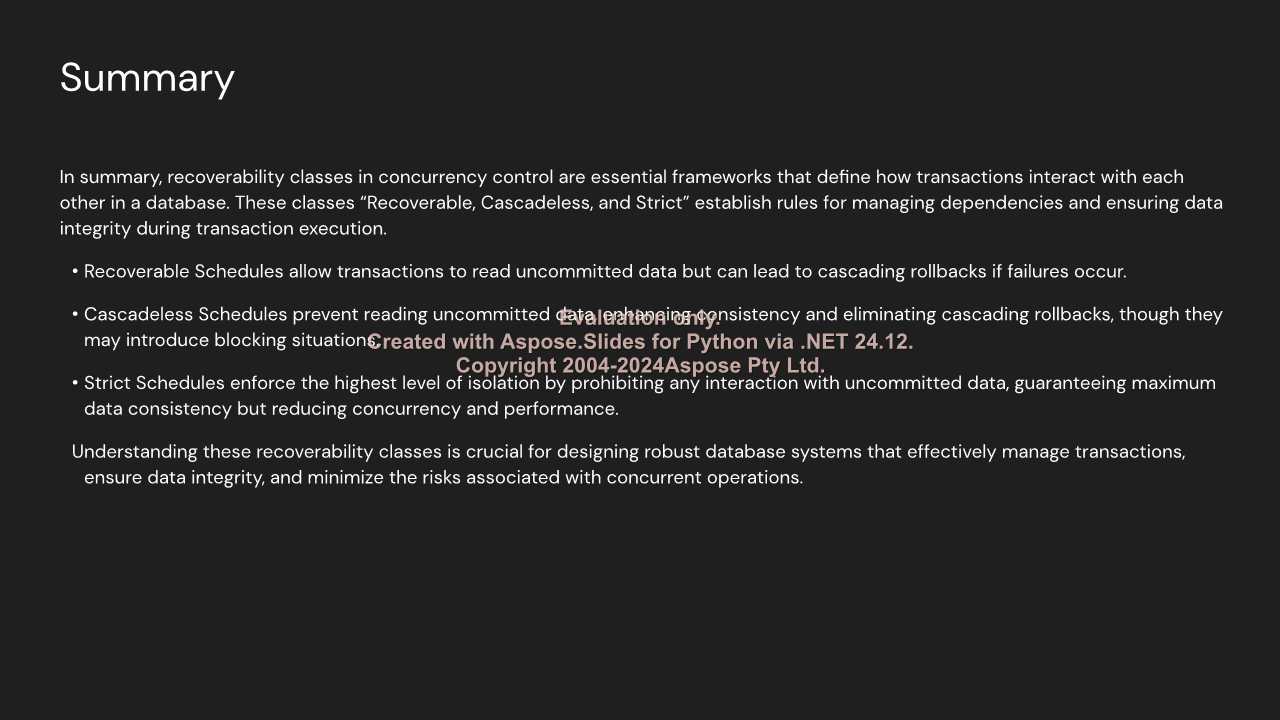 Summary
In summary, recoverability classes in concurrency control are essential frameworks that define how transactions interact with each
other in a database. These classes “Recoverable, Cascadeless, and Strict” establish rules for managing dependencies and ensuring data
integrity during transaction execution.
• Recoverable Schedules allow transactions to read uncommitted data but can lead to cascading rollbacks if failures occur.
• Cascadeless Schedules prevent reading uncommitted data, enhancing consistency and eliminating cascading rollbacks, though they
may introduce blocking situations.
Evaluation only.
Created with Aspose.Slides for Python via .NET 24.12.
Copyright 2004-2024Aspose Pty Ltd.
• Strict Schedules enforce the highest level of isolation by prohibiting any interaction with uncommitted data, guaranteeing maximum
data consistency but reducing concurrency and performance.
Understanding these recoverability classes is crucial for designing robust database systems that effectively manage transactions,
ensure data integrity, and minimize the risks associated with concurrent operations.